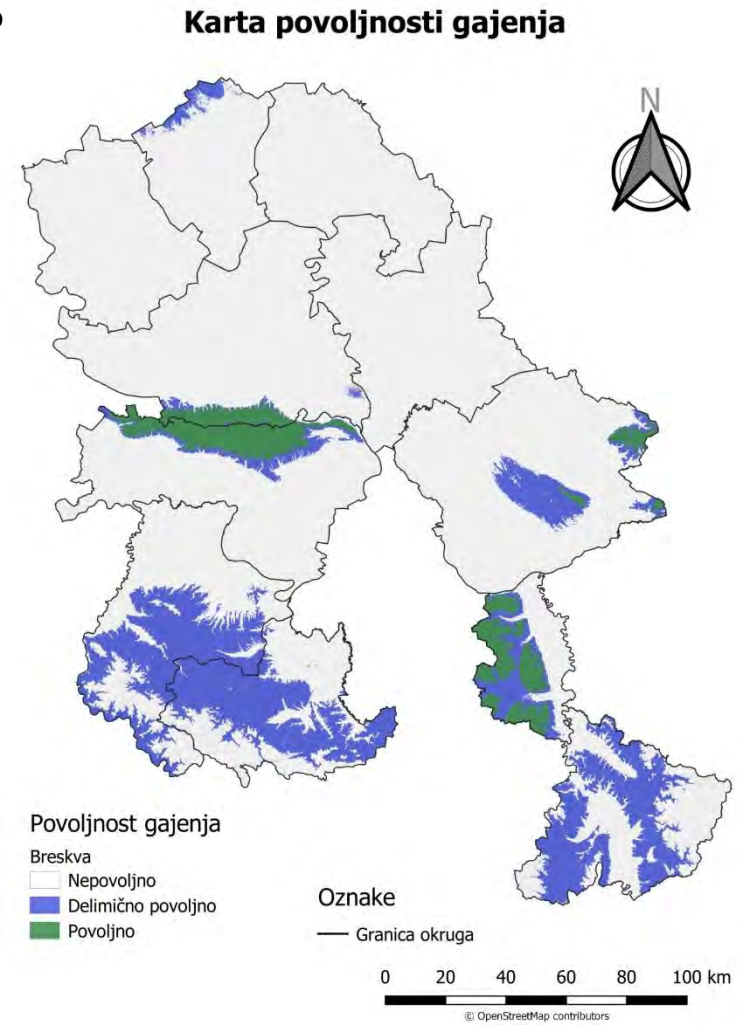 Karta povoljnosti gajenja
N
Povoljnost gajenja
Breskva
Nepovoljno
Delimično povoljno
Povoljno
Oznake
Granica okruga
0 20 40 60 80 100 km
© OpenStreetMap contributors